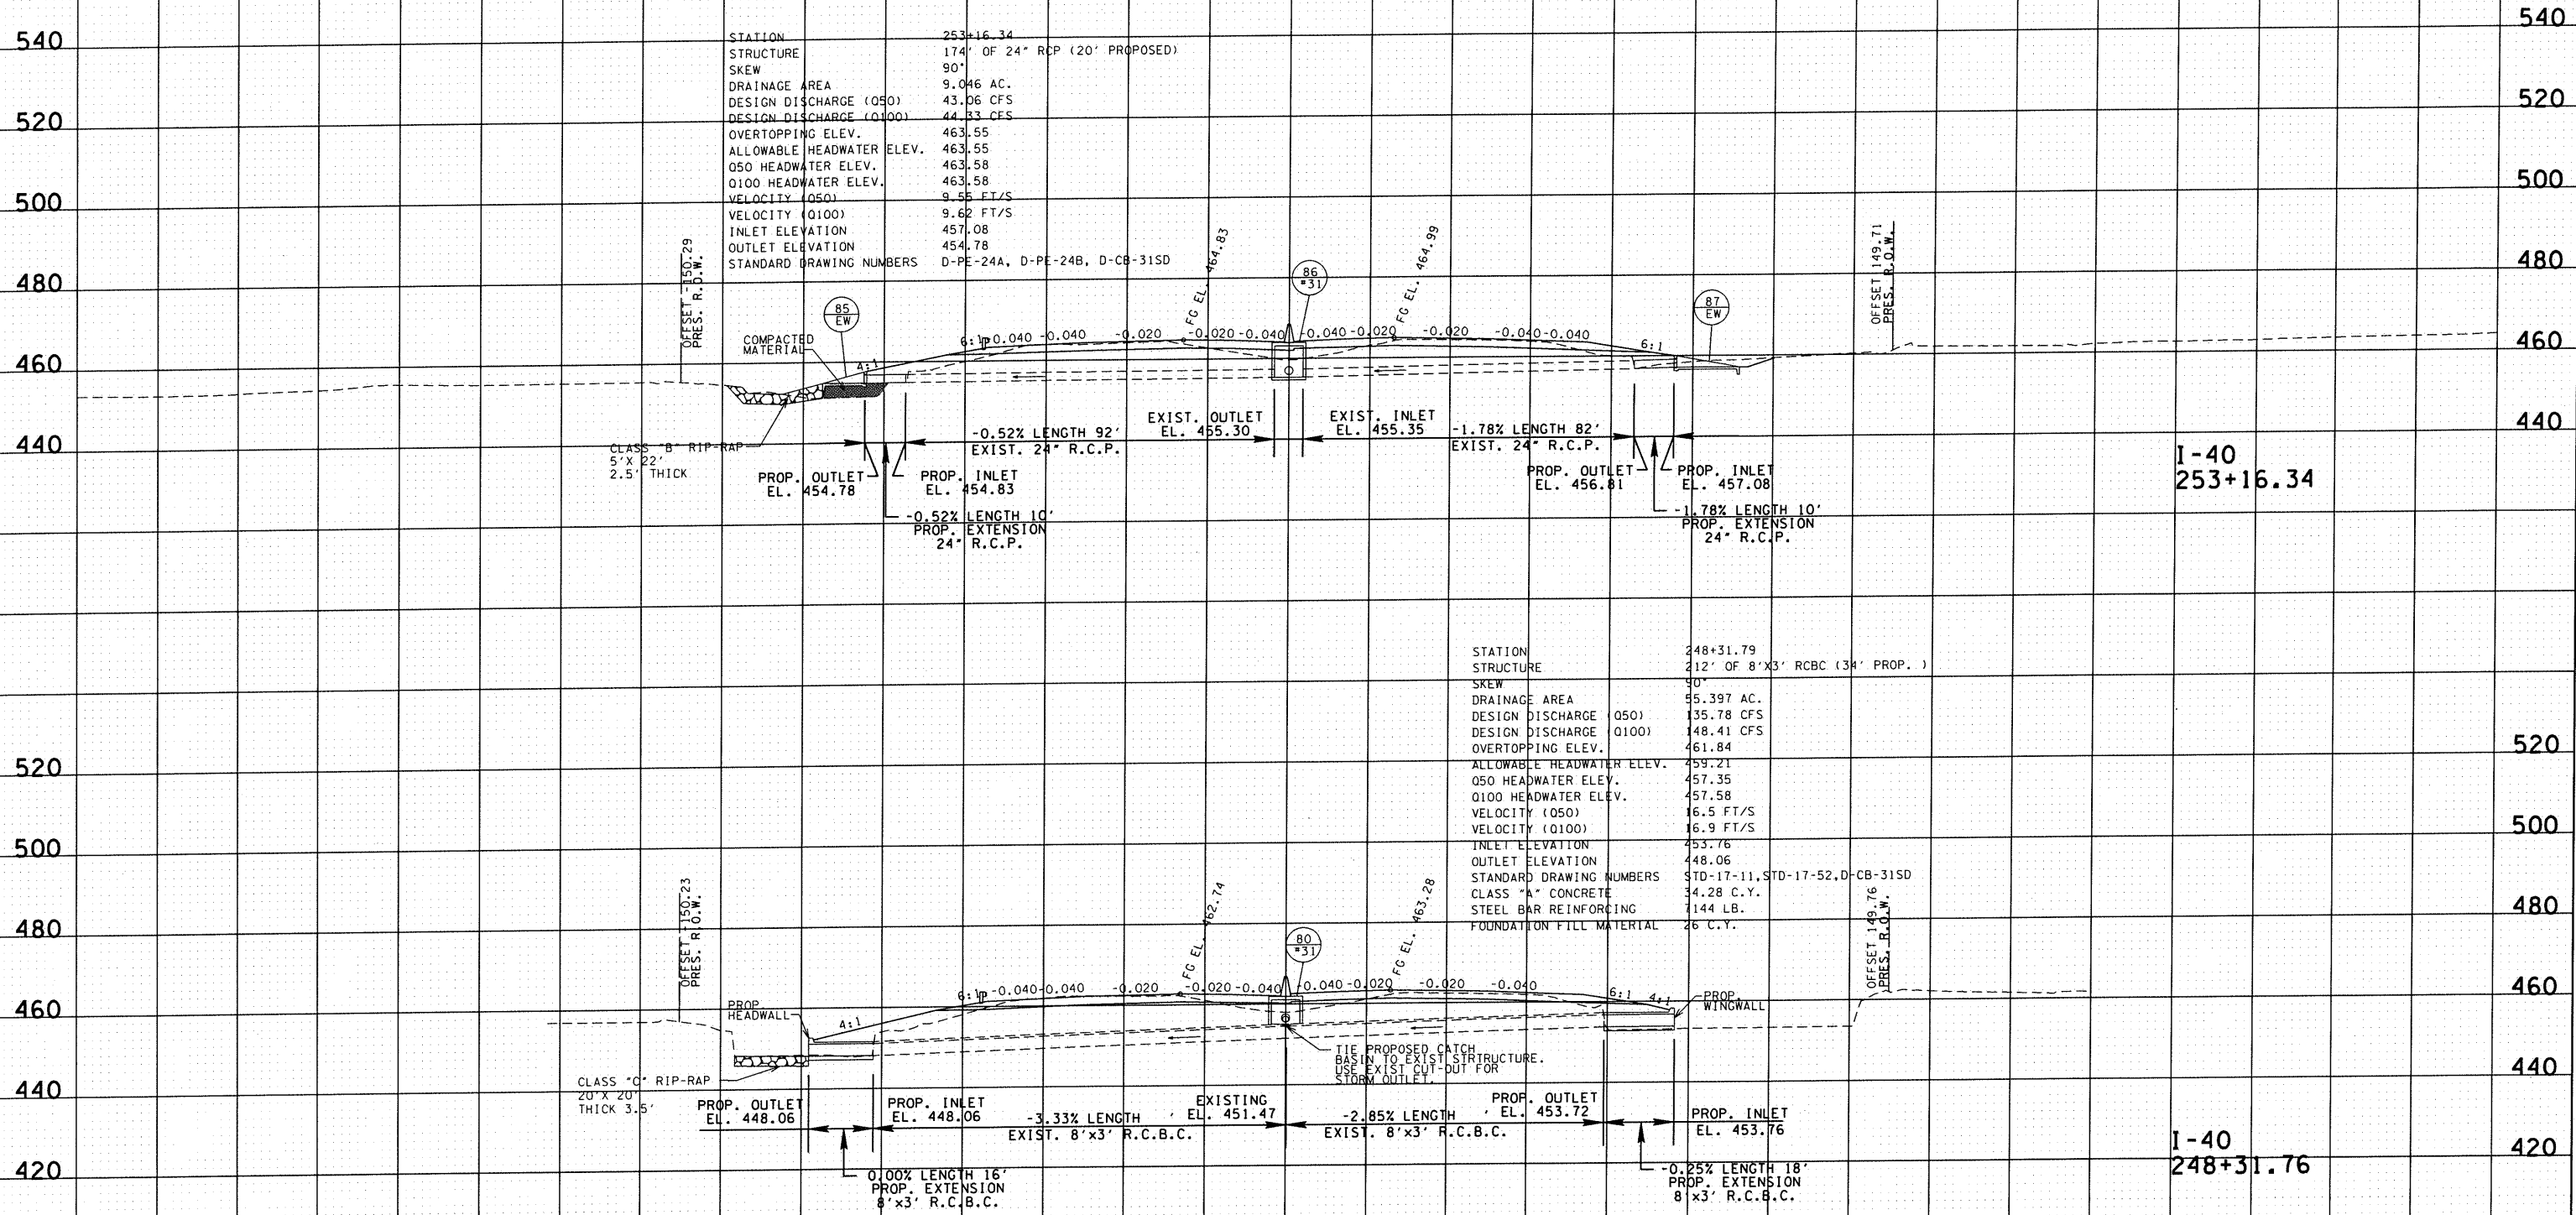 540
540
STATION 253+16.34
STRUCTURE 174' OF 24" RCP (20' PROPOSED)
SKEW 90°
DRAINAGE AREA 9.046 AC.
DESIGN DISCHARGE (Q50) 43.06 CFS
DESIGN DISCHARGE (Q100) 44.33 CFS
OVERTOPPING ELEV. 463.55
ALLOWABLE HEADWATER ELEV. 463.55
Q50 HEADWATER ELEV. 463.58
Q100 HEADWATER ELEV. 463.58
VELOCITY (Q50) 9.55 FT/S
VELOCITY (Q100) 9.62 FT/S
INLET ELEVATION 457.08
OUTLET ELEVATION 454.78
STANDARD DRAWING NUMBERS D-PE-24A, D-PE-24B, D-CB-31SD
520
520
500
500
480
480
460
460
440
440
OFFSET -150.29
PRES. R.O.W.
FG EL. 464.83
FG EL. 464.99
OFFSET 149.71
PRES. R.O.W.
85
EW
86
#31
87
EW
COMPACTED
MATERIAL
4:1
6:1 -0.040 -0.040 -0.020 -0.020 -0.040 -0.040 -0.020 -0.020 -0.040 -0.040 6:1
CLASS "B" RIP-RAP
5'X 22'
2.5' THICK
-0.52% LENGTH 92'
EXIST. 24" R.C.P.
EXIST. OUTLET
EL. 455.30
EXIST. INLET
EL. 455.35
-1.78% LENGTH 82'
EXIST. 24" R.C.P.
PROP. OUTLET
EL. 454.78
PROP. INLET
EL. 454.83
PROP. OUTLET
EL. 456.81
PROP. INLET
EL. 457.08
-0.52% LENGTH 10'
PROP. EXTENSION
24" R.C.P.
-1.78% LENGTH 10'
PROP. EXTENSION
24" R.C.P.
I-40
253+16.34
STATION 248+31.79
STRUCTURE 212' OF 8'X3' RCBC (34' PROP. )
SKEW 90°
DRAINAGE AREA 55.397 AC.
DESIGN DISCHARGE (Q50) 135.78 CFS
DESIGN DISCHARGE (Q100) 148.41 CFS
OVERTOPPING ELEV. 461.84
ALLOWABLE HEADWATER ELEV. 459.21
Q50 HEADWATER ELEV. 457.35
Q100 HEADWATER ELEV. 457.58
VELOCITY (Q50) 16.5 FT/S
VELOCITY (Q100) 16.9 FT/S
INLET ELEVATION 453.76
OUTLET ELEVATION 448.06
STANDARD DRAWING NUMBERS STD-17-11,STD-17-52,D-CB-31SD
CLASS "A" CONCRETE 34.28 C.Y.
STEEL BAR REINFORCING 7144 LB.
FOUNDATION FILL MATERIAL 26 C.Y.
520
520
500
500
480
480
460
460
440
440
420
420
OFFSET -150.23
PRES. R.O.W.
FG EL. 462.74
FG EL. 463.28
OFFSET 149.76
PRES. R.O.W.
80
#31
PROP.
HEADWALL
4:1
6:1 -0.040 -0.040 -0.020 -0.020 -0.040 -0.040 -0.020 -0.020 -0.040 6:1 4:1
PROP.
WINGWALL
TIE PROPOSED CATCH
BASIN TO EXIST STRTRUCTURE.
USE EXIST CUT-OUT FOR
STORM OUTLET.
CLASS "C" RIP-RAP
20'X 20'
THICK 3.5'
PROP. OUTLET
EL. 448.06
PROP. INLET
EL. 448.06
-3.33% LENGTH '
EXIST. 8'x3' R.C.B.C.
EXISTING
EL. 451.47
-2.85% LENGTH '
EXIST. 8'x3' R.C.B.C.
PROP. OUTLET
EL. 453.72
PROP. INLET
EL. 453.76
0.00% LENGTH 16'
PROP. EXTENSION
8'x3' R.C.B.C.
-0.25% LENGTH 18'
PROP. EXTENSION
8'x3' R.C.B.C.
I-40
248+31.76